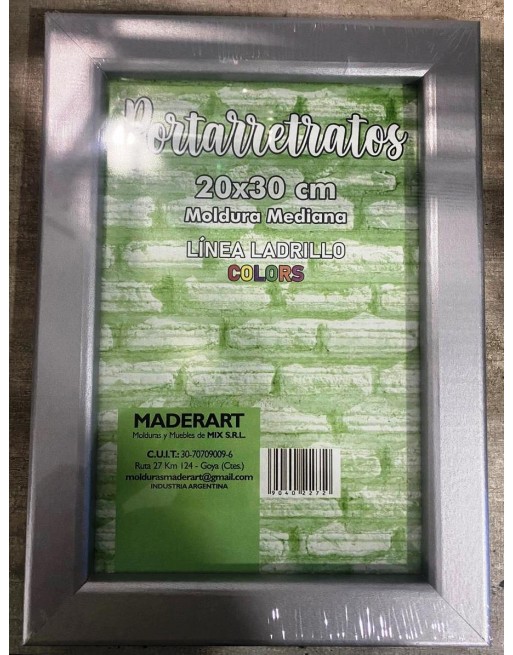 Portarretratos
20x30 cm
Moldura Mediana
LÍNEA LADRILLO
COLORS
MADERART
Molduras y Muebles de MIX S.R.L.
C.U.I.T.: 30-70709009-6
Ruta 27 Km 124 - Goya (Ctes.)
moldurasmaderart@gmail.com
INDUSTRIA ARGENTINA
90402272